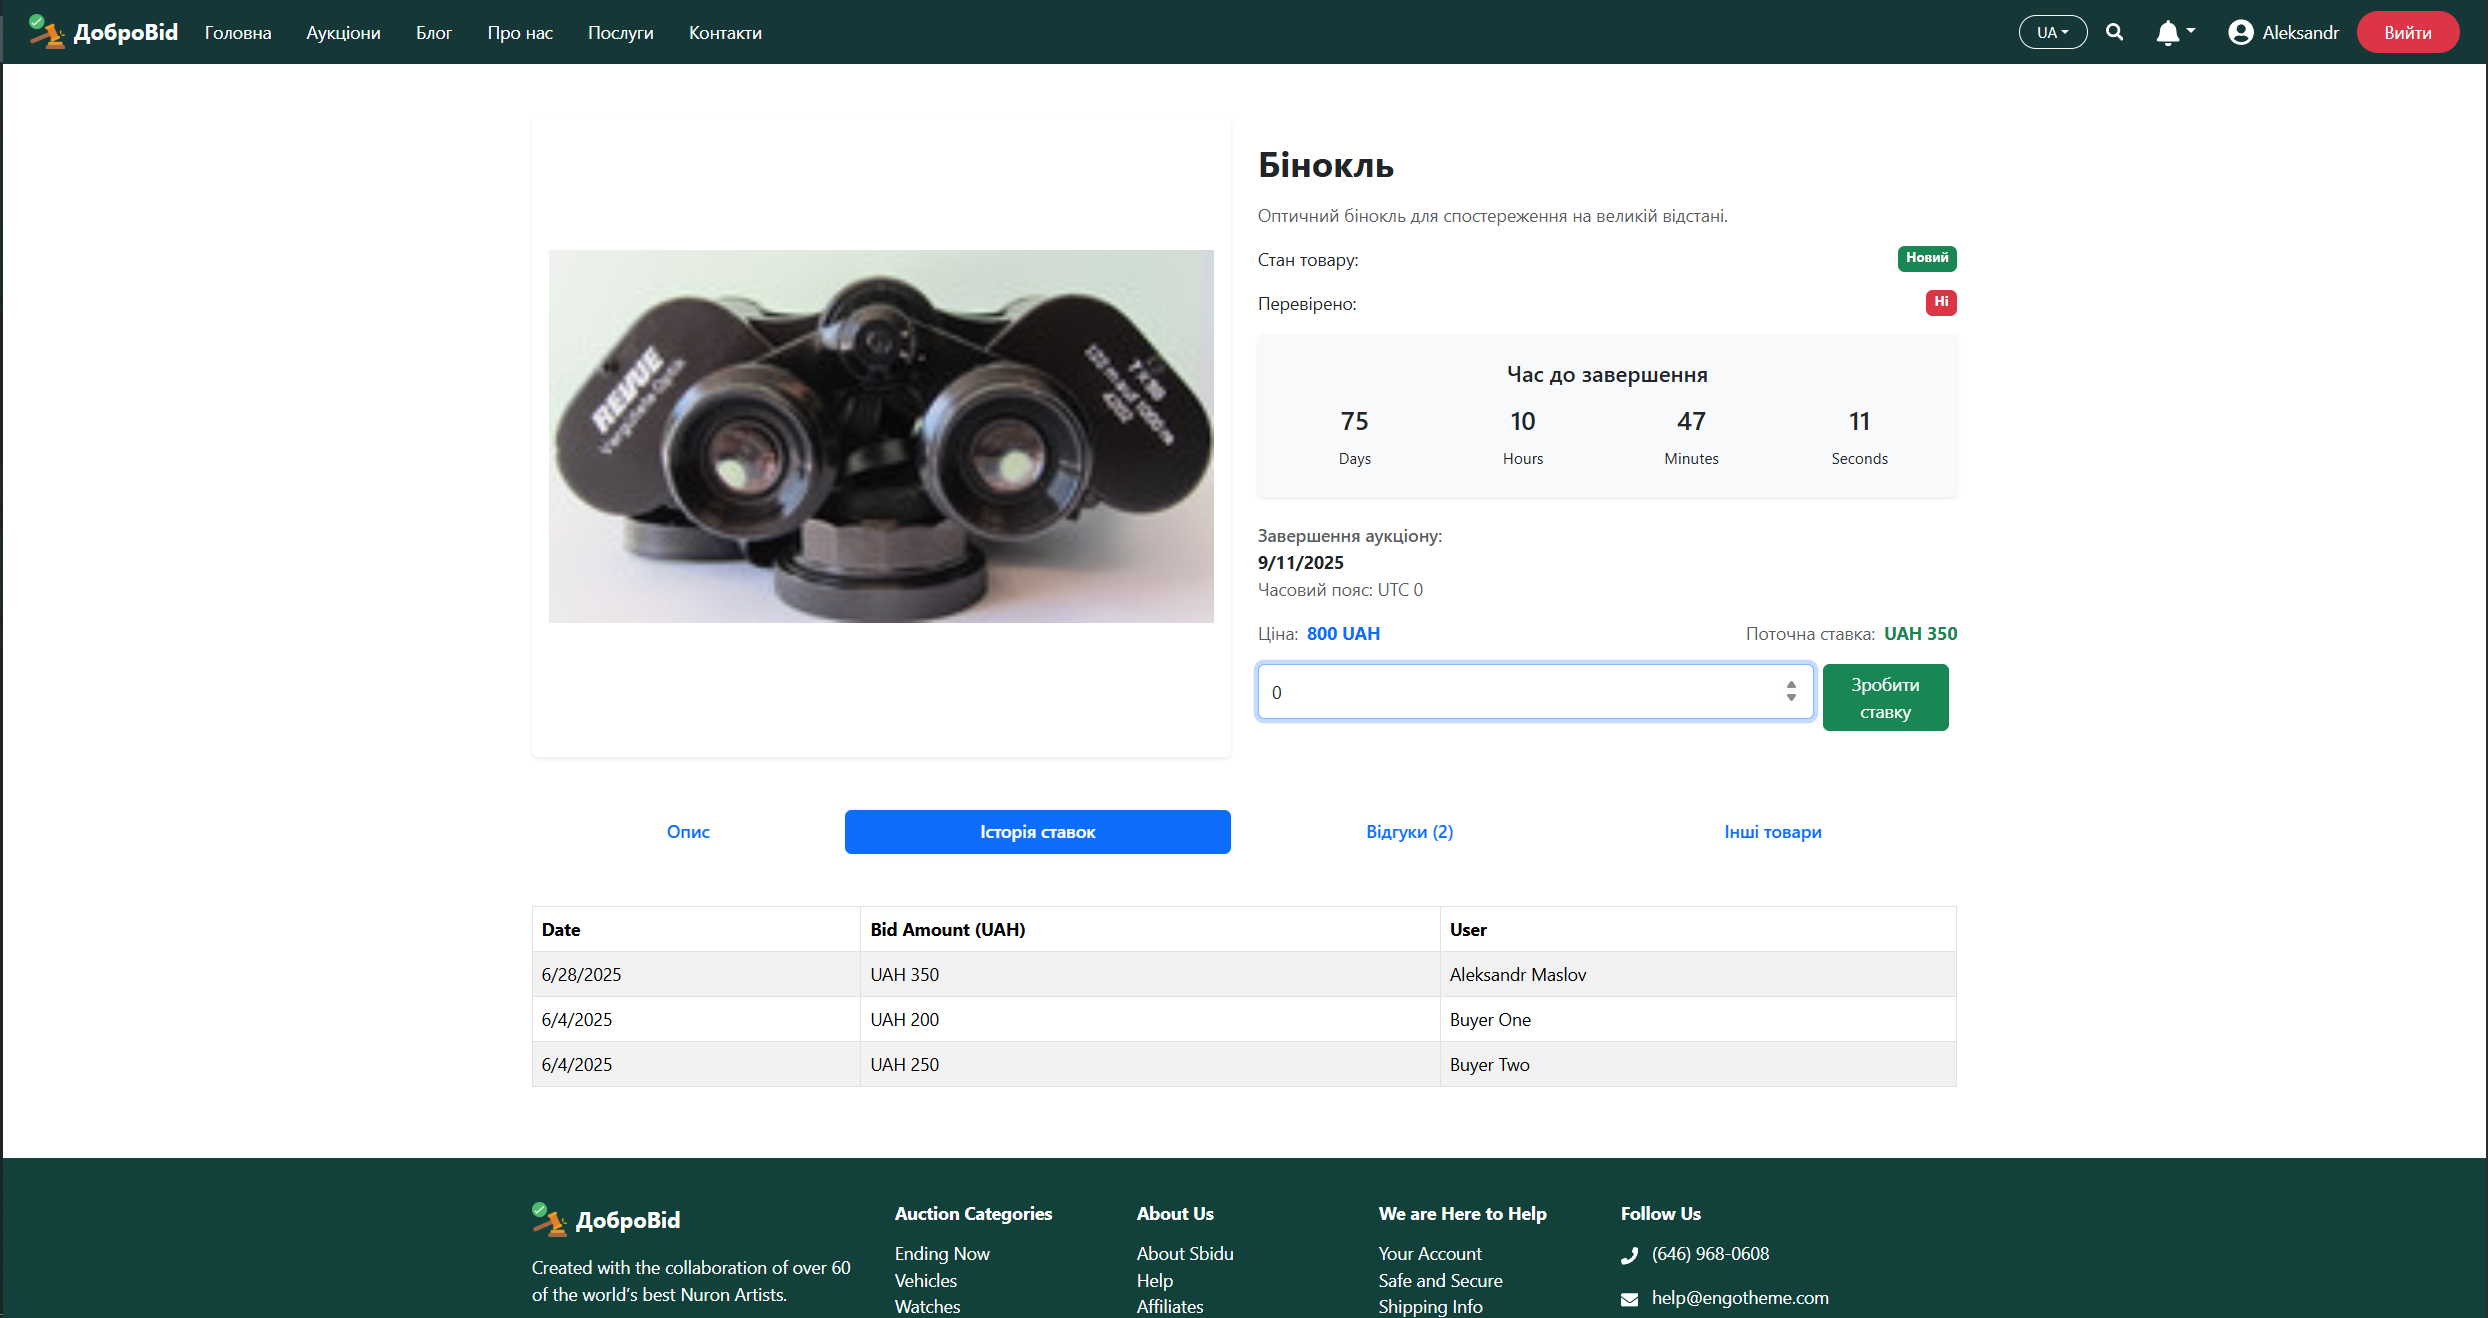 ДоброBid
Головна
Аукціони
Блог
Про нас
Послуги
Контакти
UA
Aleksandr
Вийти
REVUE
Бінокль
Оптичний бінокль для спостереження на великій відстані.
Стан товару:
Новий
Перевірено:
Ні
Час до завершення
75
10
47
11
Days
Hours
Minutes
Seconds
Завершення аукціону:
9/11/2025
Часовий пояс: UTC 0
Ціна: 800 UAH
Поточна ставка: UAH 350
0
Зробити
ставку
Опис
Історія ставок
Відгуки (2)
Інші товари
Date Bid Amount (UAH) User
6/28/2025 UAH 350 Aleksandr Maslov
6/4/2025 UAH 200 Buyer One
6/4/2025 UAH 250 Buyer Two
ДоброBid
Created with the collaboration of over 60
of the world's best Nuron Artists.
Auction Categories
Ending Now
Vehicles
Watches
About Us
About Sbidu
Help
Affiliates
We are Here to Help
Your Account
Safe and Secure
Shipping Info
Follow Us
(646) 968-0608
help@engotheme.com